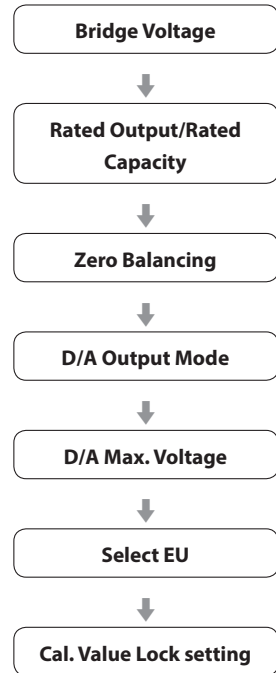 Bridge Voltage
Rated Output/Rated
Capacity
Zero Balancing
D/A Output Mode
D/A Max. Voltage
Select EU
Cal. Value Lock setting